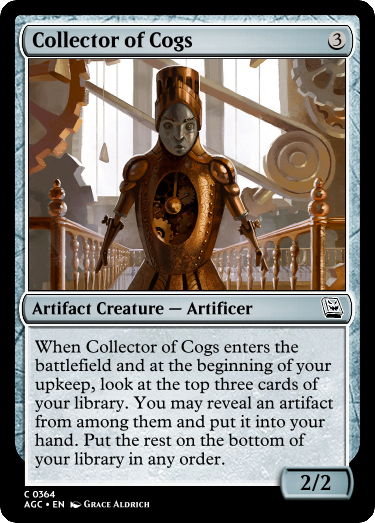 Collector of Cogs 3
Artifact Creature — Artificer
When Collector of Cogs enters the
battlefield and at the beginning of your
upkeep, look at the top three cards of
your library. You may reveal an artifact
from among them and put it into your
hand. Put the rest on the bottom of
your library in any order.
2/2
C 0364
AGC • EN Grace Aldrich